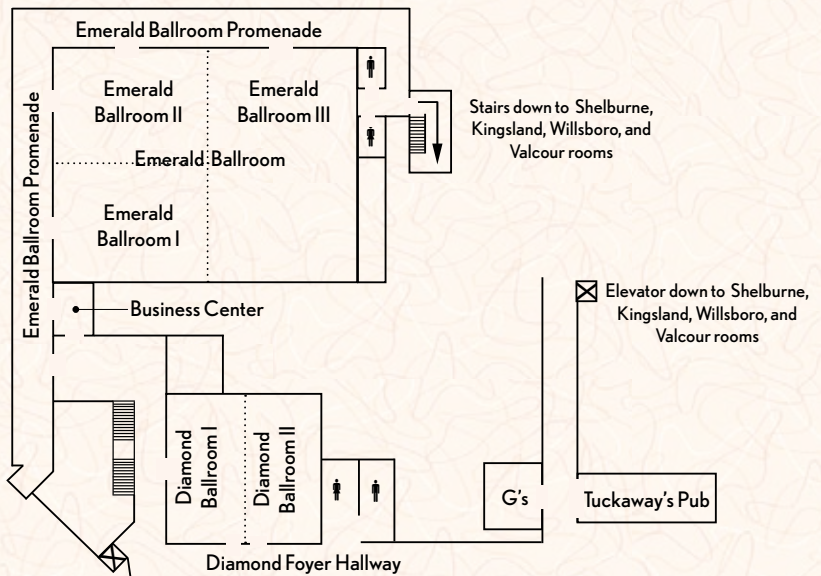 Emerald Ballroom Promenade
Emerald
Ballroom II
Emerald
Ballroom III
Emerald Ballroom Promenade
Stairs down to Shelburne,
Kingsland, Willsboro, and
Valcour rooms
Emerald Ballroom
Emerald
Ballroom I
Business Center
Elevator down to Shelburne,
Kingsland, Willsboro, and
Valcour rooms
Diamond
Ballroom I
Diamond
Ballroom II
G's
Tuckaway's Pub
Diamond Foyer Hallway